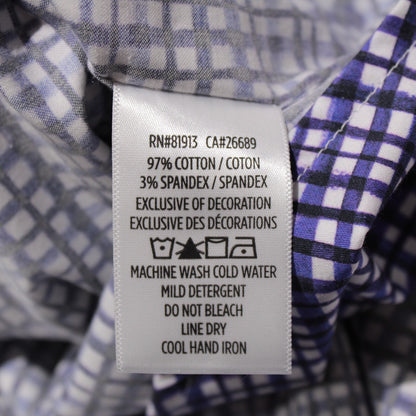 RN#81913 CA#26689
97% COTTON / COTON
3% SPANDEX / SPANDEX
EXCLUSIVE OF DECORATION
EXCLUSIVE DES DÉCORATIONS
MACHINE WASH COLD WATER
MILD DETERGENT
DO NOT BLEACH
LINE DRY
COOL HAND IRON